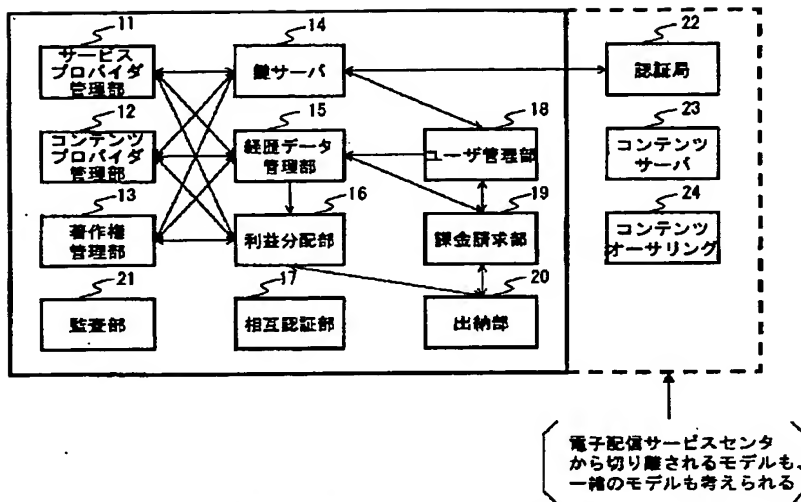 11
サービス
プロバイダ
管理部
14
鍵サーバ
22
認証局
12
コンテンツ
プロバイダ
管理部
15
経歴データ
管理部
18
ユーザ管理部
23
コンテンツ
サーバ
13
著作権
管理部
16
利益分配部
19
課金請求部
24
コンテンツ
オーサリング
21
監査部
17
相互認証部
20
出納部
電子配信サービスセンタ
から切り離されるモデルも、
一緒のモデルも考えられる